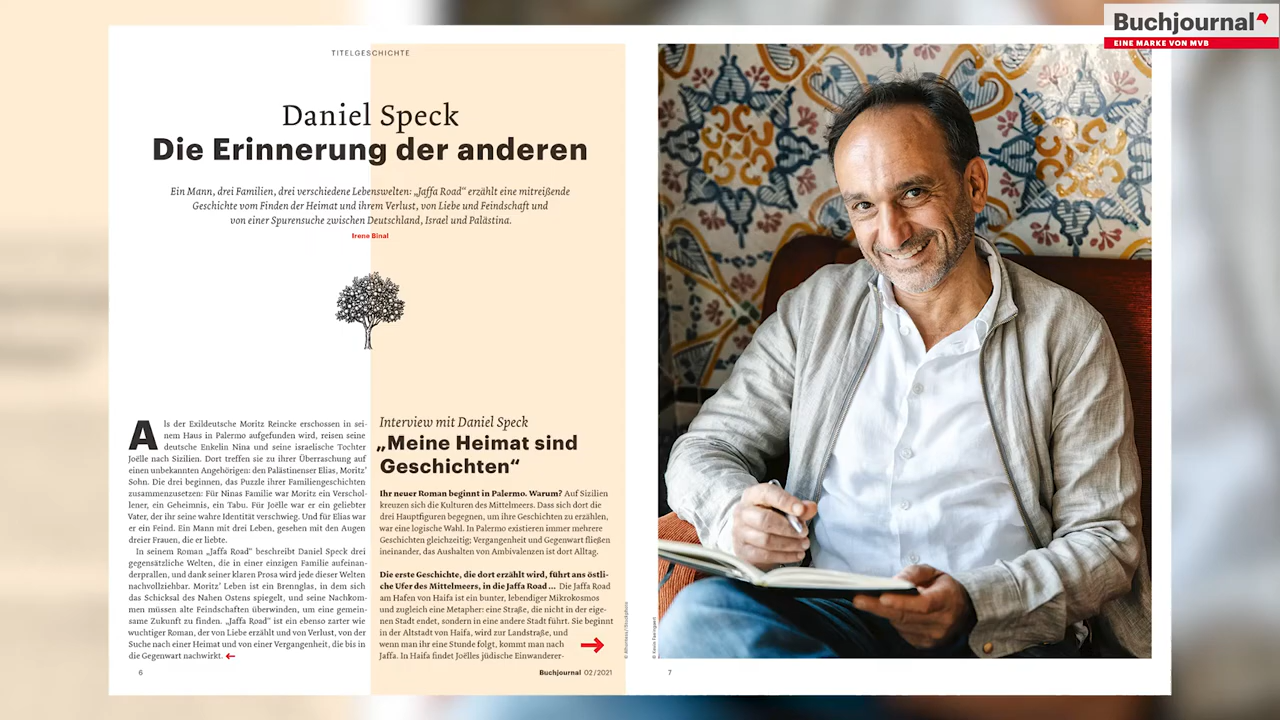 Buchjournal
EINE MARKE VON MVB
TITELGESCHICHTE
Daniel Speck
Die Erinnerung der anderen
Ein Mann, drei Familien, drei verschiedene Lebenswelten: „Jaffa Road“ erzählt eine mitreißende
Geschichte vom Finden der Heimat und ihrem Verlust, von Liebe und Feindschaft und
von einer Spurensuche zwischen Deutschland, Israel und Palästina.
Irene Binal
Als der Exildeutsche Moritz Reincke erschossen in sei-
nem Haus in Palermo aufgefunden wird, reisen seine
deutsche Enkelin Nina und seine israelische Tochter
Joëlle nach Sizilien. Dort treffen sie zu ihrer Überraschung auf
einen unbekannten Angehörigen: den Palästinenser Elias, Moritz’
Sohn. Die drei beginnen, das Puzzle ihrer Familiengeschichten
zusammenzusetzen: Für Ninas Familie war Moritz ein Verschol-
lener, ein Geheimnis, ein Tabu. Für Joëlle war er ein geliebter
Vater, der ihr seine wahre Identität verschwieg. Und für Elias war
er ein Feind. Ein Mann mit drei Leben, gesehen mit den Augen
dreier Frauen, die er liebte.
In seinem Roman „Jaffa Road“ beschreibt Daniel Speck drei
gegensätzliche Welten, die in einer einzigen Familie aufeinan-
derprallen, und dank seiner klaren Prosa wird jede dieser Welten
nachvollziehbar. Moritz’ Leben ist ein Brennglas, in dem sich
das Schicksal des Nahen Ostens spiegelt, und seine Nachkom-
men müssen alte Feindschaften überwinden, um eine gemein-
same Zukunft zu finden. „Jaffa Road“ ist ein ebenso zarter wie
wuchtiger Roman, der von Liebe erzählt und von Verlust, von der
Suche nach einer Heimat und von einer Vergangenheit, die bis in
die Gegenwart nachwirkt.
Interview mit Daniel Speck
„Meine Heimat sind
Geschichten“
Ihr neuer Roman beginnt in Palermo. Warum? Auf Sizilien
kreuzen sich die Kulturen des Mittelmeers. Dass sich dort die
drei Hauptfiguren begegnen, um ihre Geschichten zu erzählen,
war eine logische Wahl. In Palermo existieren immer mehrere
Geschichten gleichzeitig; Vergangenheit und Gegenwart fließen
ineinander, das Aushalten von Ambivalenzen ist dort Alltag.
Die erste Geschichte, die dort erzählt wird, führt ans östli-
che Ufer des Mittelmeers, in die Jaffa Road ... Die Jaffa Road
am Hafen von Haifa ist ein bunter, lebendiger Mikrokosmos
und zugleich eine Metapher: eine Straße, die nicht in der eige-
nen Stadt endet, sondern in eine andere Stadt führt. Sie beginnt
in der Altstadt von Haifa, wird zur Landstraße, und
wenn man ihr eine Stunde folgt, kommt man nach
Jaffa. In Haifa findet Joëlles jüdische Einwanderer-
6
Buchjournal 02/2021
7